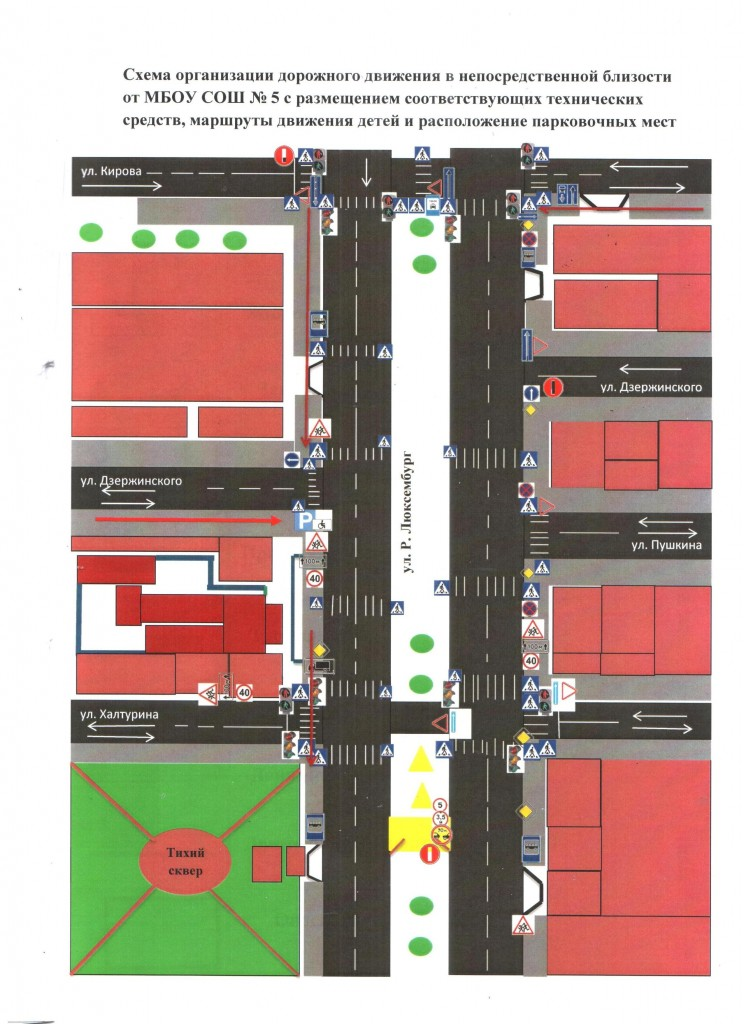 Схема организации дорожного движения в непосредственной близости
от МБОУ СОШ № 5 с размещением соответствующих технических
средств, маршруты движения детей и расположение парковочных мест
ул. Кирова
ул. Дзержинского
ул. Дзержинского
ул. Р. Люксембург
P
ул. Пушкина
40
40
40
ул. Халтурина
5
3,5
Тихий
сквер